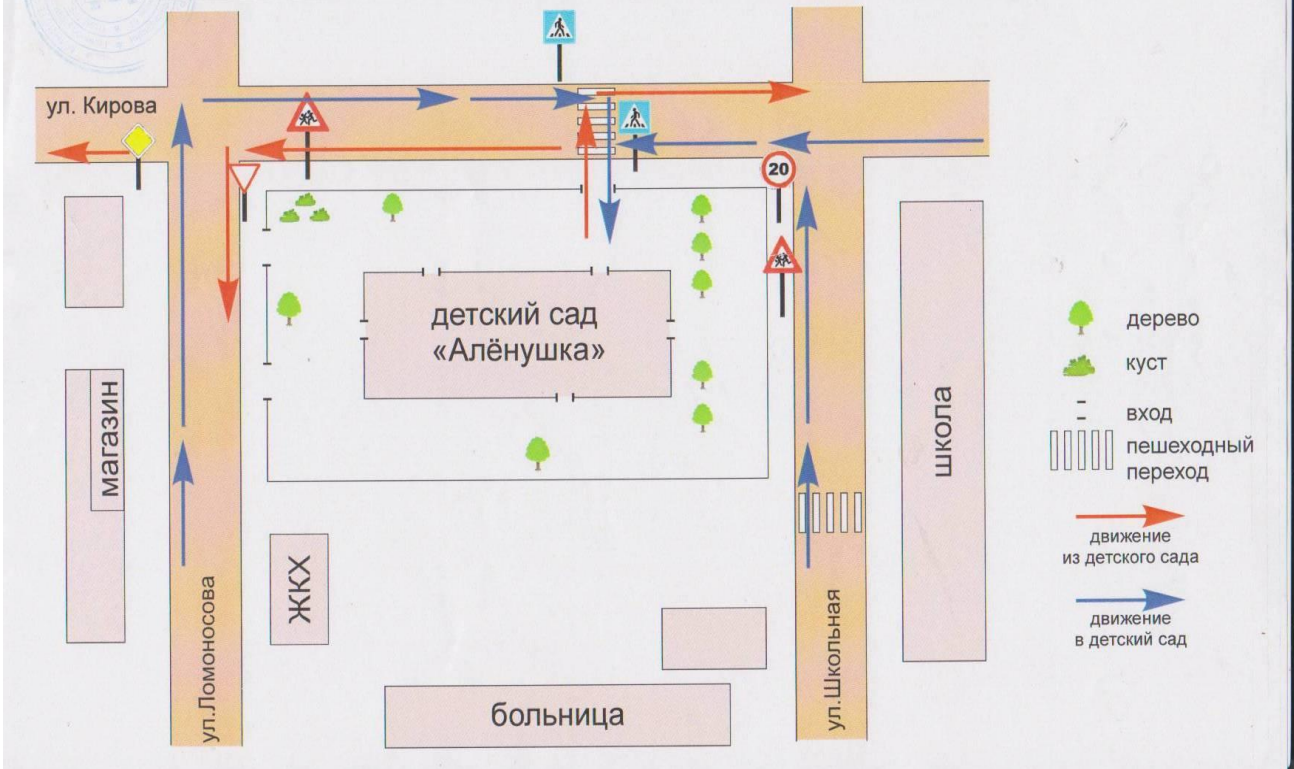 ул. Кирова
20
детский сад
«Алёнушка»
магазин
ЖКХ
ул.Ломоносова
больница
ул.Школьная
школа
дерево
куст
вход
пешеходный
переход
движение
из детского сада
движение
в детский сад